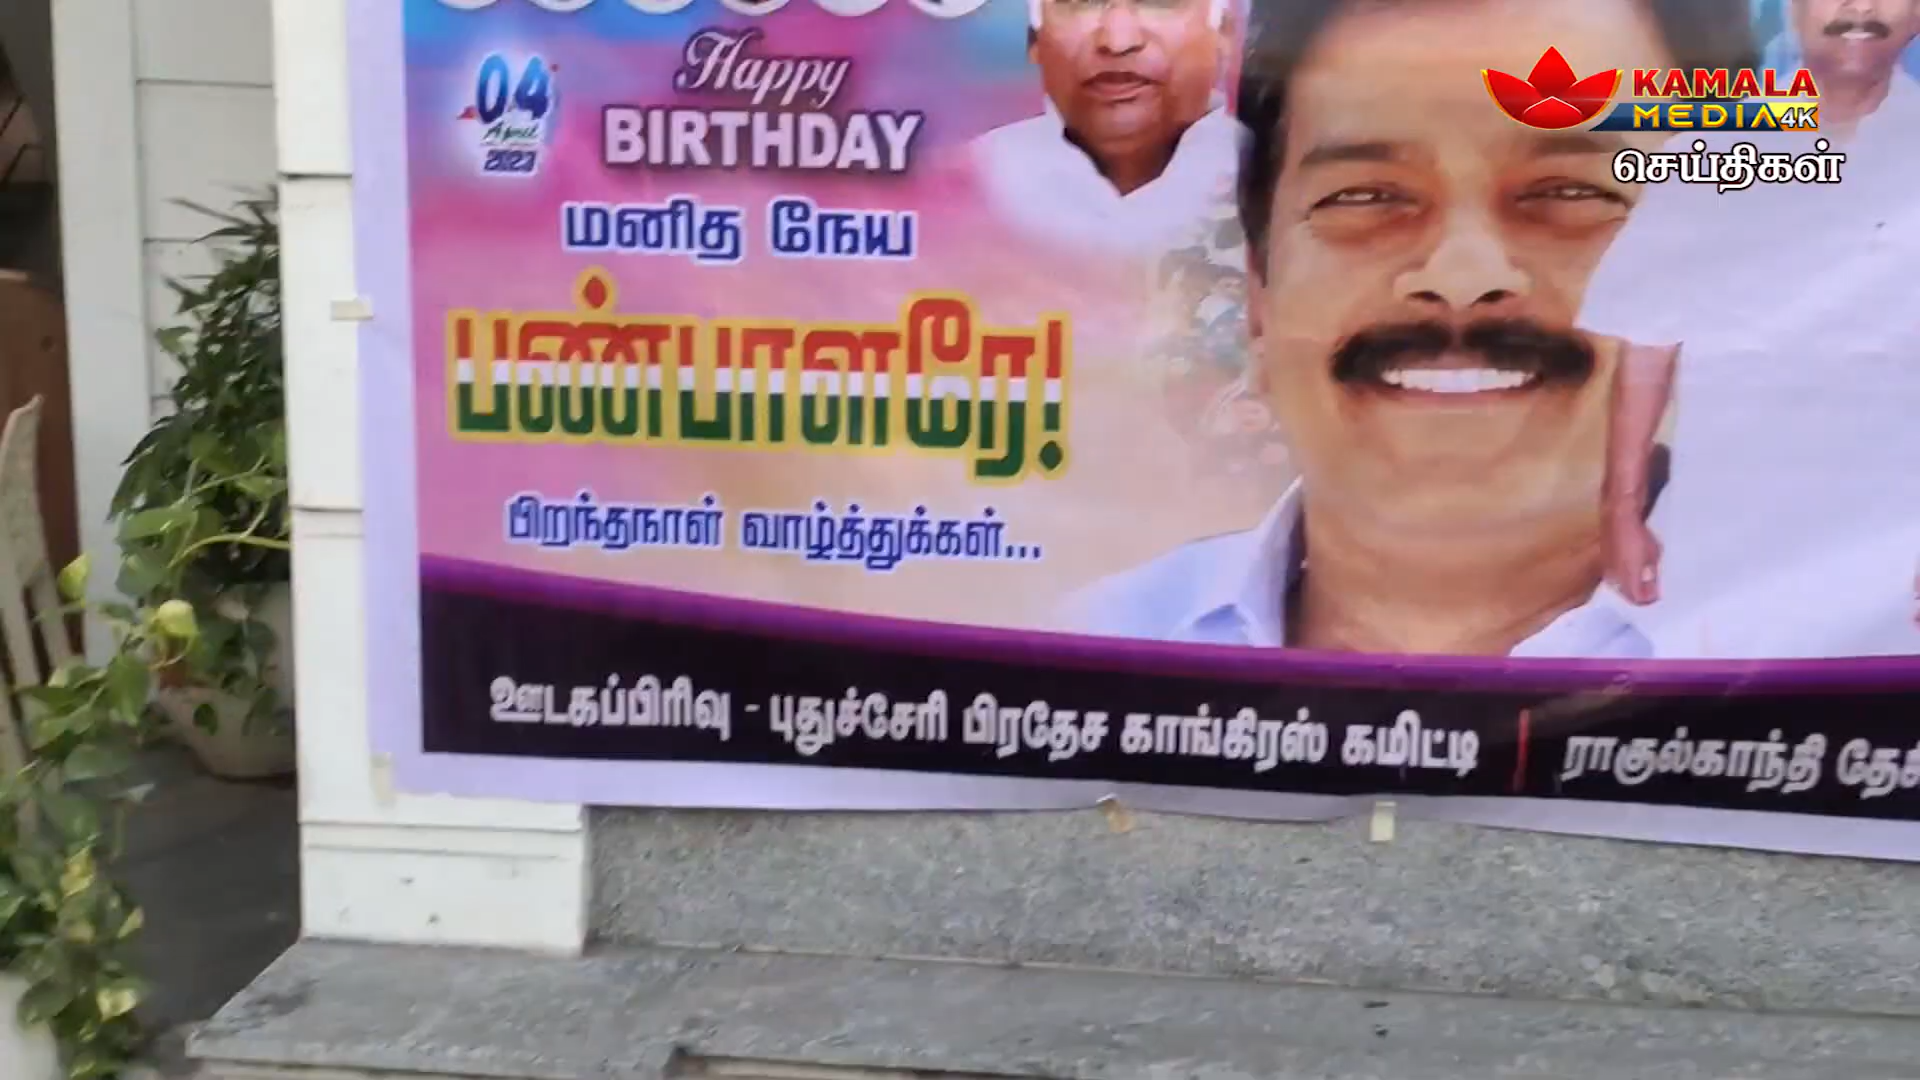 KAMALA
MEDIA 4K
செய்திகள்
04
April
2023
Happy
BIRTHDAY
மனித நேய
பண்பாளரே!
பிறந்தநாள் வாழ்த்துக்கள்...
ஊடகப்பிரிவு - புதுச்சேரி பிரதேச காங்கிரஸ் கமிட்டி | ராகுல்காந்தி